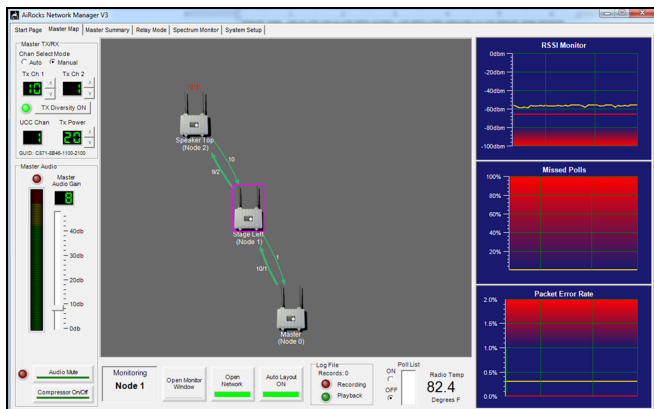 AiRocks Network Manager V3
Start Page Master Map Master Summary Relay Mode Spectrum Monitor System Setup
Master TX/RX
Chan Select Mode
Auto Manual
Tx Ch 1 Tx Ch 2
10 1
TX Diversity ON
UCC Chan Tx Power
1 20
GUID: C871-8B46-1100-2100
Master Audio
Master
Audio Gain
8
40db
30db
20db
10db
0db
Audio Mute
Compressor On/Off
Speaker Top
(Node 2)
10
9/2
Stage Left
(Node 1)
1
10/1
Master
(Node 0)
Monitoring
Node 1
Open Monitor
Window
Open
Network
Auto Layout
ON
Log File
Records: 0
Recording
Playback
Poll List
ON
OFF
Radio Temp
82.4
Degrees F
RSSI Monitor
0dbm
-20dbm
-40dbm
-60dbm
-80dbm
-100dbm
Missed Polls
100%
80%
60%
40%
20%
Packet Error Rate
2.0%
1.5%
1.0%
0.5%
0.0%